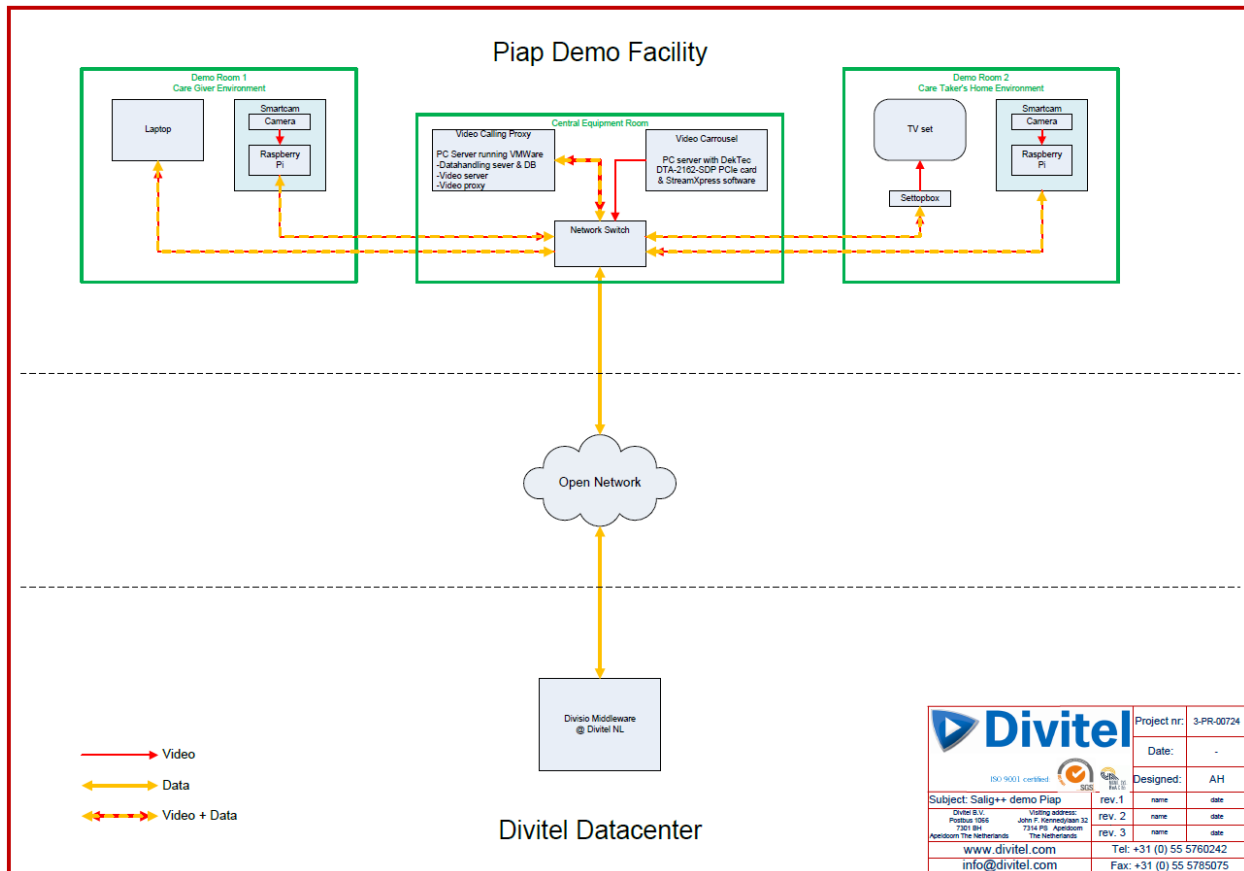 Piap Demo Facility
Demo Room 1
Care Giver Environment
Laptop
Smartcam
Camera
Raspberry
Pi
Central Equipment Room
Video Calling Proxy
PC Server running VMWare
-Datahandling sever & DB
-Video server
-Video proxy
Video Carrousel
PC server with DekTec
DTA-2162-SDP PCIe card
& StreamXpress software
Network Switch
Demo Room 2
Care Taker's Home Environment
TV set
Settopbox
Smartcam
Camera
Raspberry
Pi
Open Network
Divisio Middleware
@ Divitel NL
Divitel Datacenter
Video
Data
Video + Data
Divitel
ISO 9001 certified
SGS
Project nr: 3-PR-00724
Date: -
Designed: AH
Subject: Salig++ demo Piap
rev.1 name date
rev. 2 name date
rev. 3 name date
Divitel B.V.
Postbus 1066
7301 BH
Apeldoorn The Netherlands
Visiting address:
John F. Kennedylaan 32
7314 PS Apeldoorn
The Netherlands
www.divitel.com
Tel: +31 (0) 55 5760242
info@divitel.com
Fax: +31 (0) 55 5785075